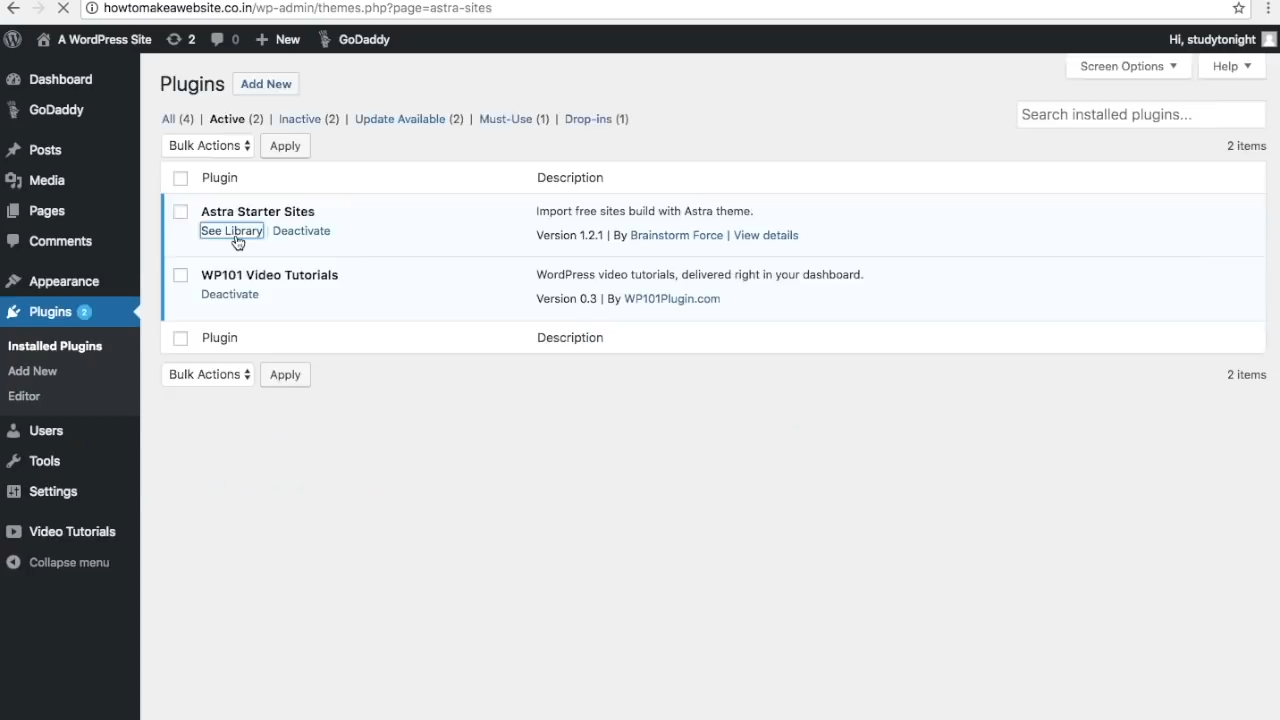 howtomakeawebsite.co.in/wp-admin/themes.php?page=astra-sites
A WordPress Site 2 0 New GoDaddy Hi, studytonight
Screen Options Help
Dashboard
GoDaddy
Posts
Media
Pages
Comments
Appearance
Plugins 2
Installed Plugins
Add New
Editor
Users
Tools
Settings
Video Tutorials
Collapse menu
Plugins Add New
All (4) | Active (2) | Inactive (2) | Update Available (2) | Must-Use (1) | Drop-ins (1)
Search installed plugins...
Bulk Actions Apply 2 items
Plugin Description
Astra Starter Sites Import free sites build with Astra theme.
See Library | Deactivate Version 1.2.1 | By Brainstorm Force | View details
WP101 Video Tutorials WordPress video tutorials, delivered right in your dashboard.
Deactivate Version 0.3 | By WP101Plugin.com
Plugin Description
Bulk Actions Apply 2 items